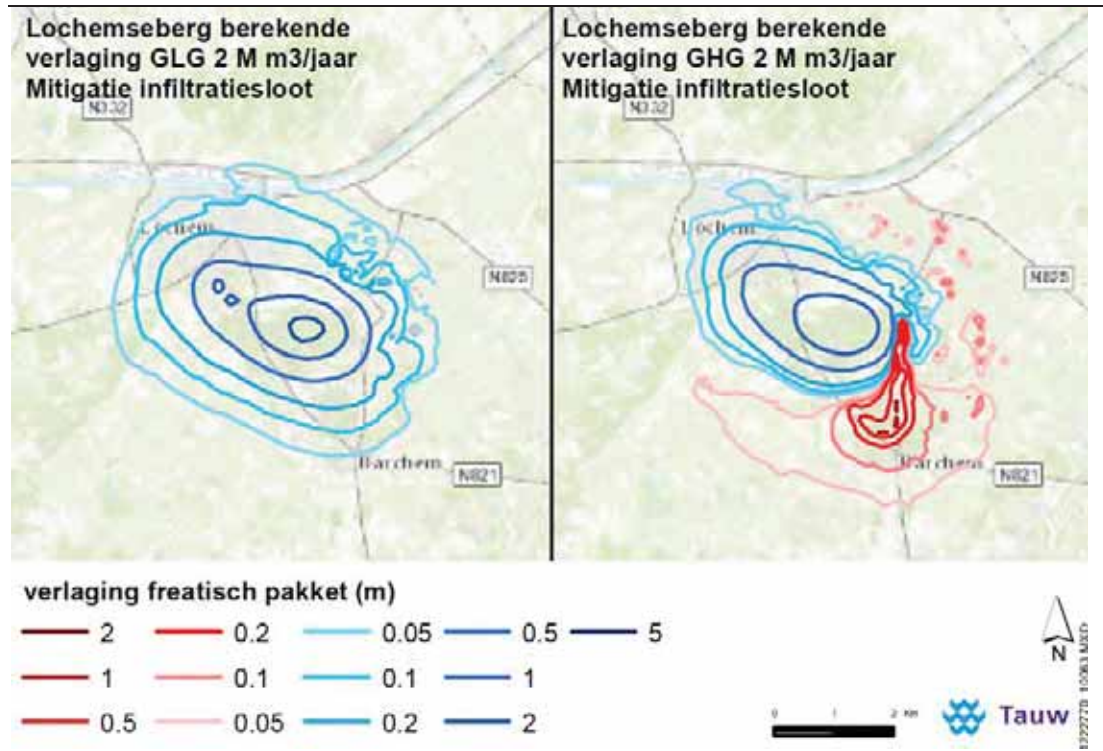 Lochemseberg berekende
verlaging GLG 2 M m3/jaar
Mitigatie infiltratiesloot
N332
Lochem
N825
Barchem
N821
Lochemseberg berekende
verlaging GHG 2 M m3/jaar
Mitigatie infiltratiesloot
Lochem
N825
Barchem
N821
verlaging freatisch pakket (m)
2 0.2 0.05 0.5 5
1 0.1 0.1 1
0.5 0.05 0.2 2
N
0 1 2 KM
Tauw